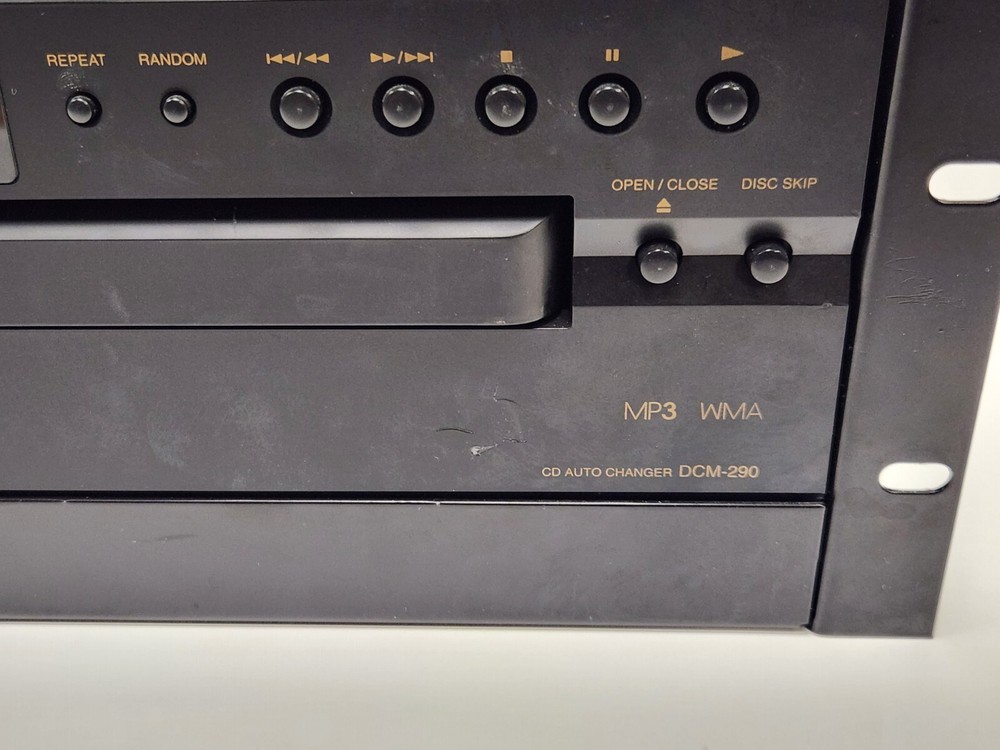 REPEAT RANDOM
OPEN / CLOSE DISC SKIP
MP3 WMA
CD AUTO CHANGER DCM-290